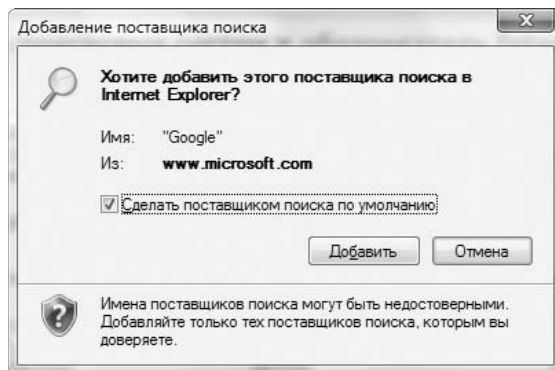 Добавление поставщика поиска
Хотите добавить этого поставщика поиска в
Internet Explorer?
Имя: "Google"
Из: www.microsoft.com
Сделать поставщиком поиска по умолчанию
Добавить Отмена
Имена поставщиков поиска могут быть недостоверными.
Добавляйте только тех поставщиков поиска, которым вы
доверяете.